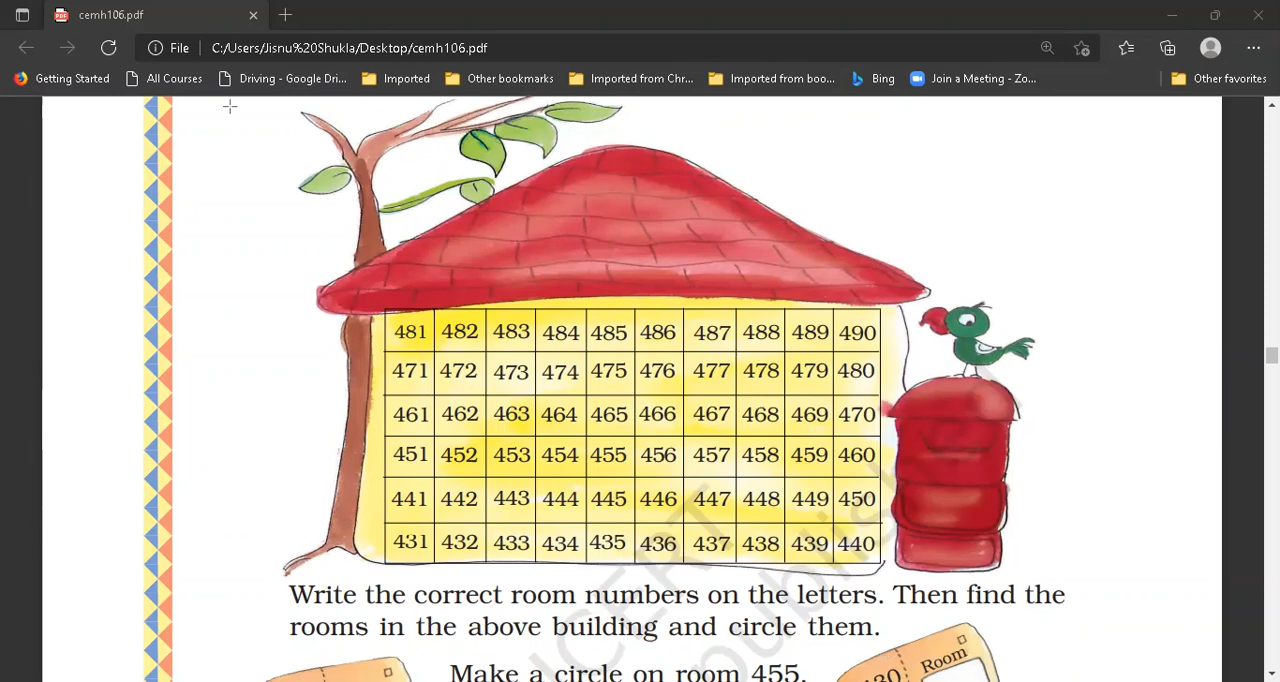 cemh106.pdf
File C:/Users/Jisnu%20Shukla/Desktop/cemh106.pdf
Getting Started All Courses Driving - Google Dri... Imported Other bookmarks Imported from Chr... Imported from boo... Bing Join a Meeting - Zo... Other favorites
481 482 483 484 485 486 487 488 489 490
471 472 473 474 475 476 477 478 479 480
461 462 463 464 465 466 467 468 469 470
451 452 453 454 455 456 457 458 459 460
441 442 443 444 445 446 447 448 449 450
431 432 433 434 435 436 437 438 439 440
Write the correct room numbers on the letters. Then find the
rooms in the above building and circle them.
Make a circle on room 455.
Room